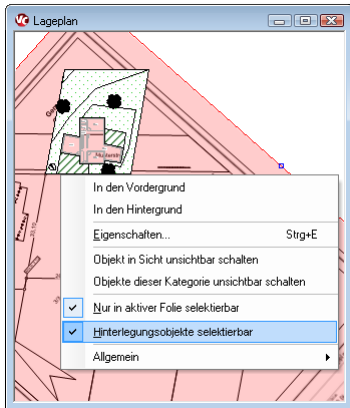 Lageplan
In den Vordergrund
In den Hintergrund
Eigenschaften... Strg+E
Objekt in Sicht unsichtbar schalten
Objekte dieser Kategorie unsichtbar schalten
Nur in aktiver Folie selektierbar
Hinterlegungsobjekte selektierbar
Allgemein